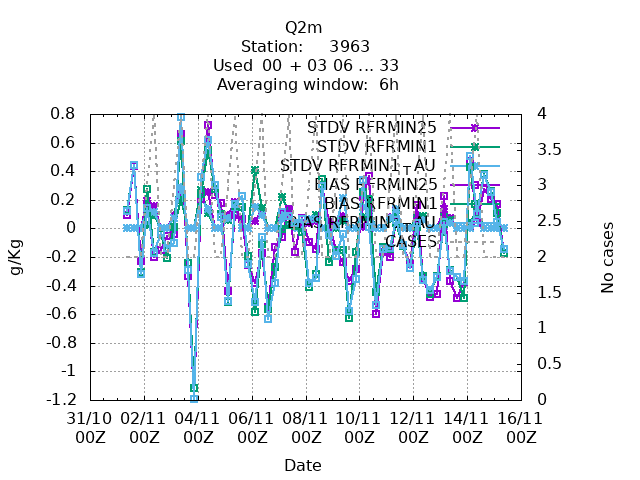 Q2m
Station: 3963
Used 00 + 03 06 ... 33
Averaging window: 6h
STDV RFRMIN25
STDV RFRMIN1
STDV RFRMIN1_AU
BIAS RFRMIN25
BIAS RFRMIN1
BIAS RFRMIN1_AU
CASES
g/Kg
0.8
0.6
0.4
0.2
0
-0.2
-0.4
-0.6
-0.8
-1
-1.2
No cases
4
3.5
3
2.5
2
1.5
1
0.5
0
31/10 02/11 04/11 06/11 08/11 10/11 12/11 14/11 16/11
00Z 00Z 00Z 00Z 00Z 00Z 00Z 00Z 00Z
Date